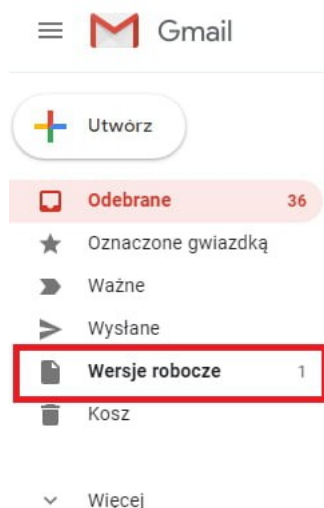 Gmail
Utwórz
Odebrane 36
Oznaczone gwiazdką
Ważne
Wysłane
Wersje robocze 1
Kosz
Więcej